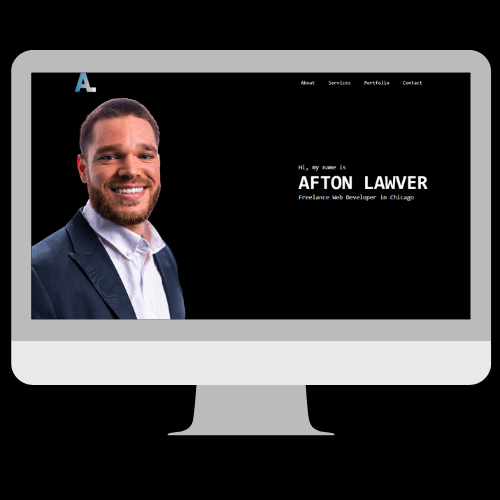 AL
About Services Portfolio Contact
Hi, my name is
AFTON LAWVER
Freelance Web Developer in Chicago